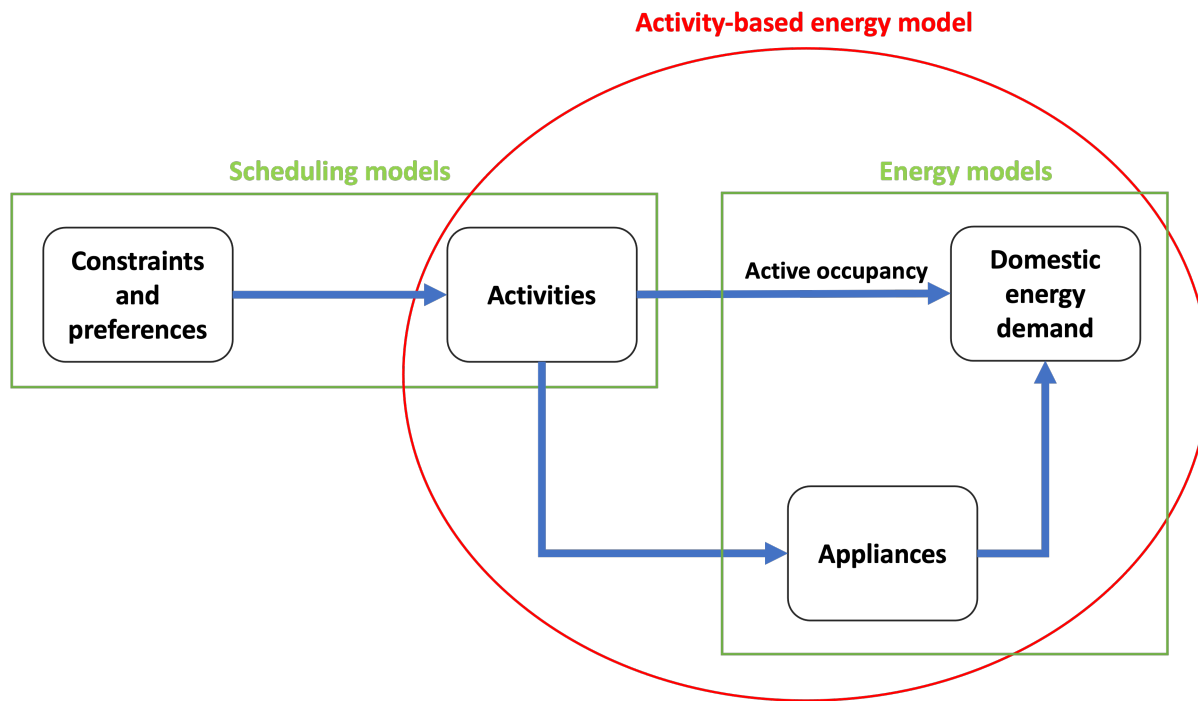 Activity-based energy model
Scheduling models
Energy models
Constraints
and
preferences
Activities
Active occupancy
Domestic
energy
demand
Appliances